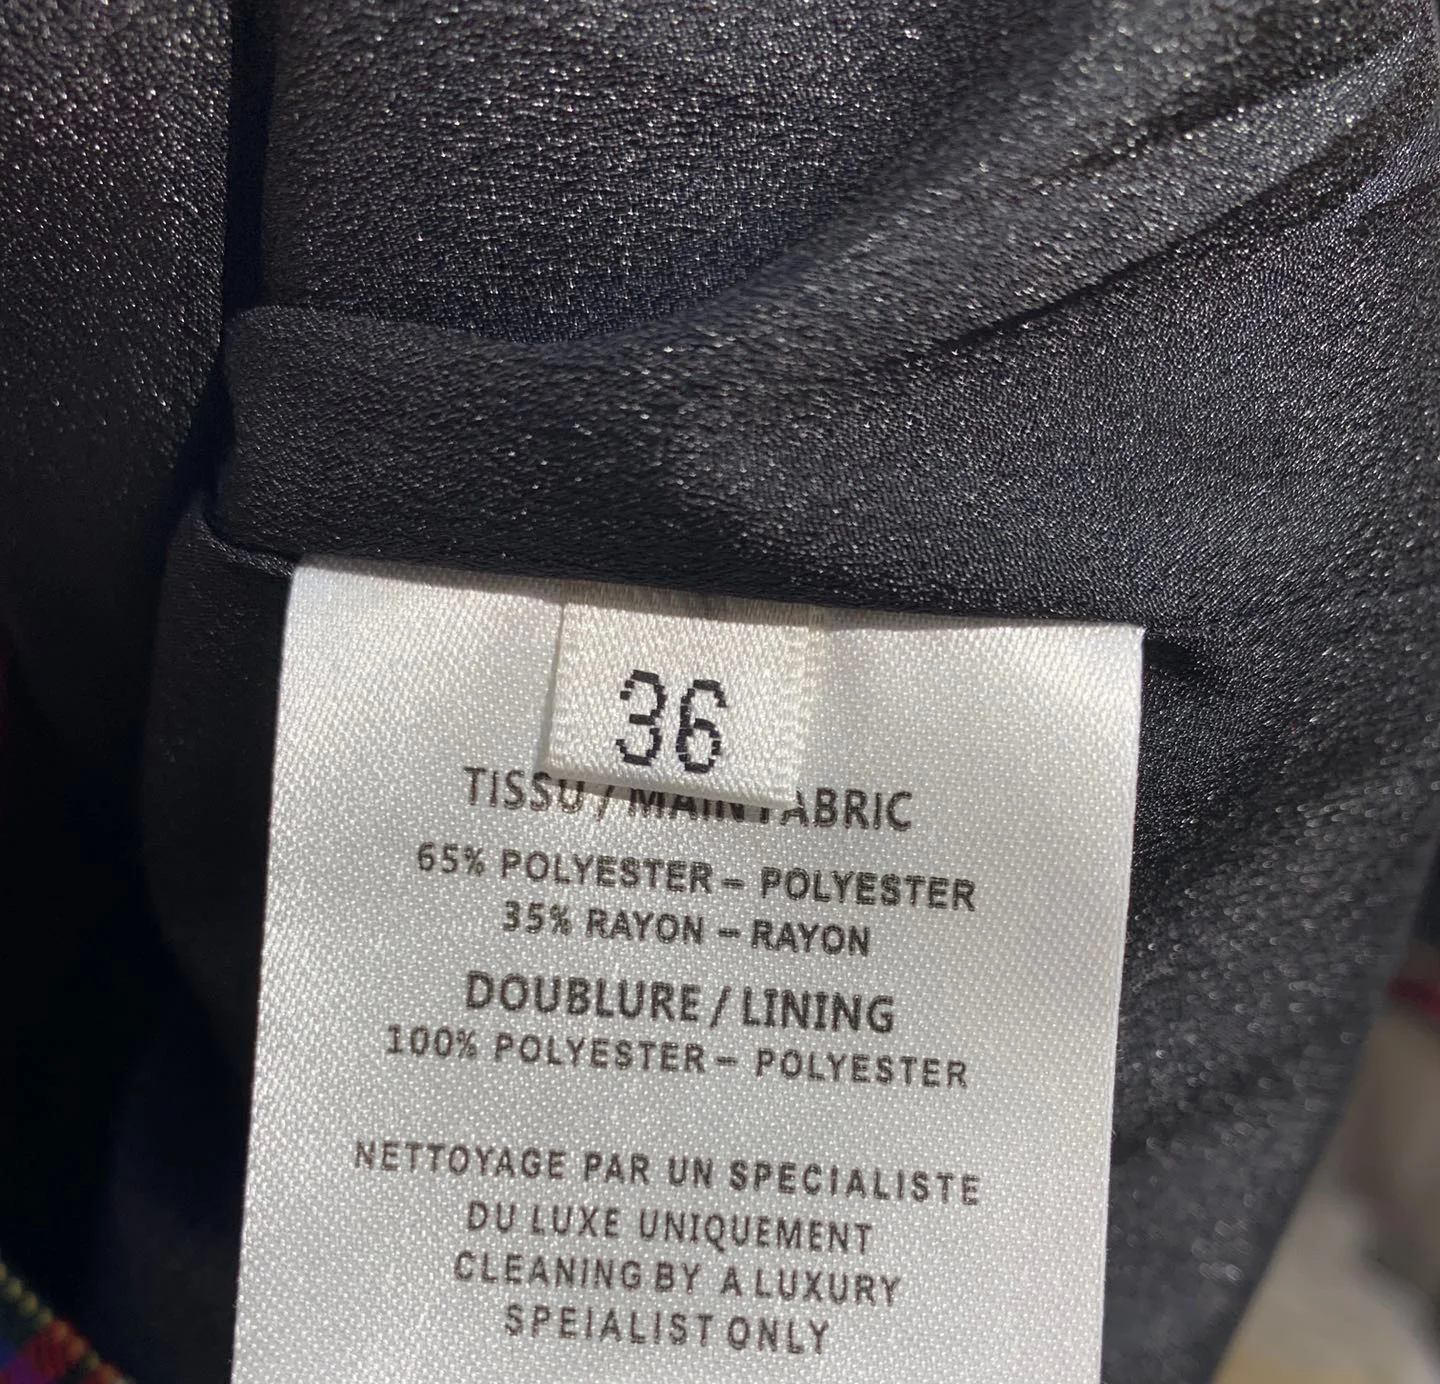 36
TISSU / MAIN FABRIC
65% POLYESTER – POLYESTER
35% RAYON – RAYON
DOUBLURE / LINING
100% POLYESTER – POLYESTER
NETTOYAGE PAR UN SPECIALISTE
DU LUXE UNIQUEMENT
CLEANING BY A LUXURY
SPEIALIST ONLY